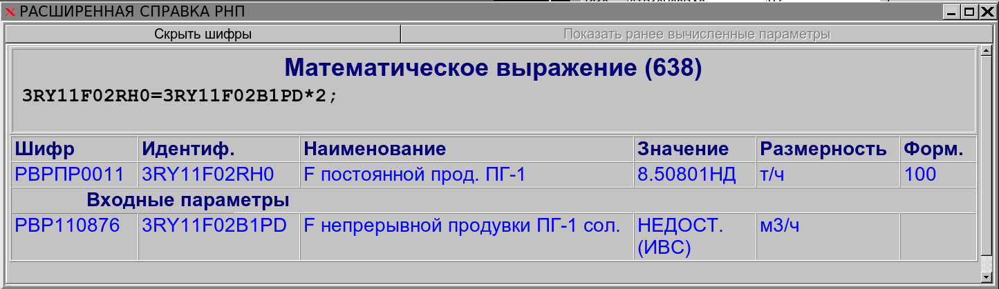 РАСШИРЕННАЯ СПРАВКА РНП
Скрыть шифры Показать ранее вычисленные параметры
Математическое выражение (638)
3RY11F02RH0=3RY11F02B1PD*2;
Шифр Идентиф. Наименование Значение Размерность Форм.
РВРПР0011 3RY11F02RH0 F постоянной прод. ПГ-1 8.50801НД т/ч 100
Входные параметры
РВР110876 3RY11F02B1PD F непрерывной продувки ПГ-1 сол. НЕДОСТ. м3/ч
(ИВС)